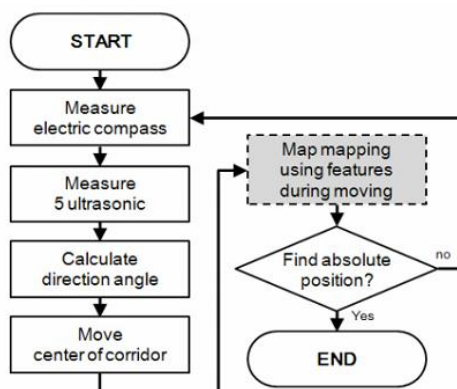 START
Measure
electric compass
Measure
5 ultrasonic
Calculate
direction angle
Move
center of corridor
Map mapping
using features
during moving
Find absolute
position?
no
Yes
END